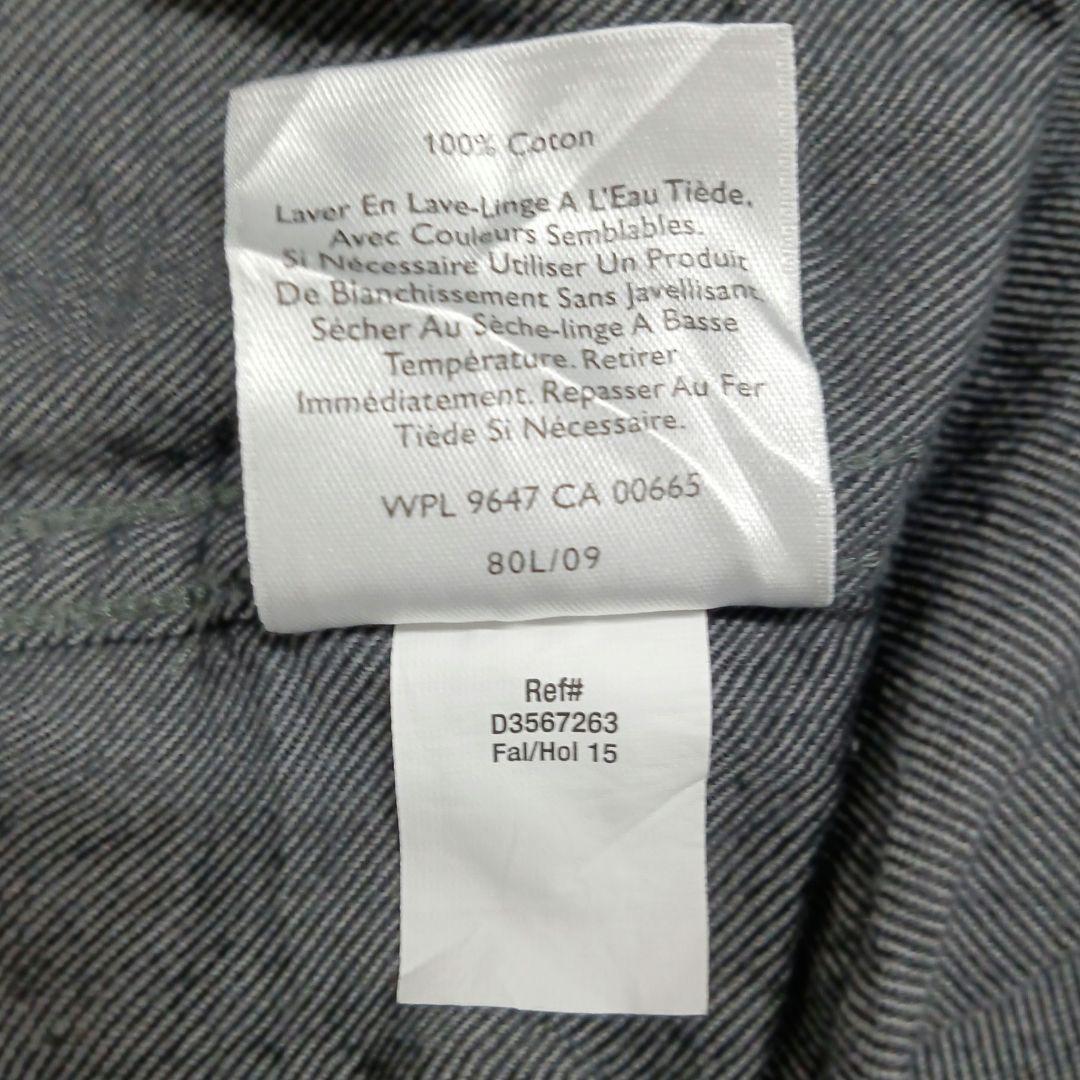 100% Coton
Laver En Lave-Linge A L'Eau Tiède,
Avec Couleurs Semblables.
Si Nécessaire Utiliser Un Produit
De Blanchissement Sans Javellisant.
Sécher Au Sèche-linge A Basse
Température. Retirer
Immédiatement. Repasser Au Fer
Tiède Si Nécessaire.
WPL 9647 CA 00665
80L/09
Ref#
D3567263
Fal/Hol 15